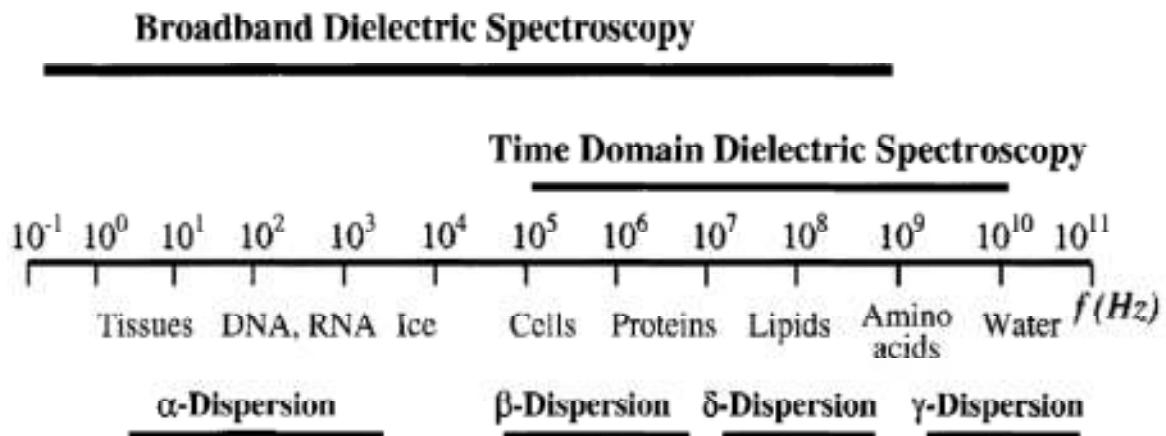 Broadband Dielectric Spectroscopy
Time Domain Dielectric Spectroscopy
10⁻¹ 10⁰ 10¹ 10² 10³ 10⁴ 10⁵ 10⁶ 10⁷ 10⁸ 10⁹ 10¹⁰ 10¹¹
Tissues DNA, RNA Ice Cells Proteins Lipids Amino acids Water f(Hz)
α-Dispersion β-Dispersion δ-Dispersion γ-Dispersion